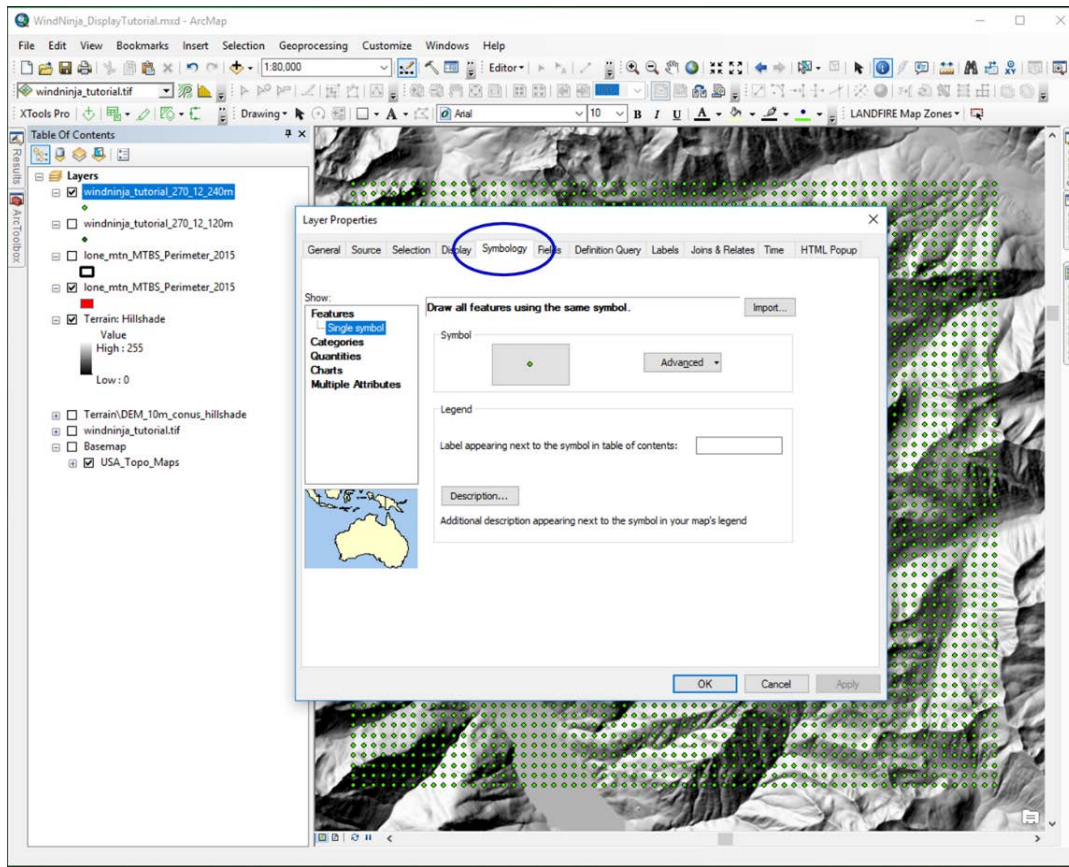 WindNinja_DisplayTutorial.mxd - ArcMap
File Edit View Bookmarks Insert Selection Geoprocessing Customize Windows Help
1:80,000 Editor
windninja_tutorial.tif
XTools Pro Drawing Arial 10 B I U A LANDFIRE Map Zones
Table Of Contents
Results
ArcToolbox
Layers
windninja_tutorial_270_12_240m
windninja_tutorial_270_12_120m
lone_mtn_MTBS_Perimeter_2015
lone_mtn_MTBS_Perimeter_2015
Terrain: Hillshade
Value
High : 255
Low : 0
Terrain\DEM_10m_conus_hillshade
windninja_tutorial.tif
Basemap
USA_Topo_Maps
Layer Properties
General Source Selection Display Symbology Fields Definition Query Labels Joins & Relates Time HTML Popup
Show:
Features
Single symbol
Categories
Quantities
Charts
Multiple Attributes
Draw all features using the same symbol.
Import...
Symbol
Advanced
Legend
Label appearing next to the symbol in table of contents:
Description...
Additional description appearing next to the symbol in your map's legend
OK Cancel Apply